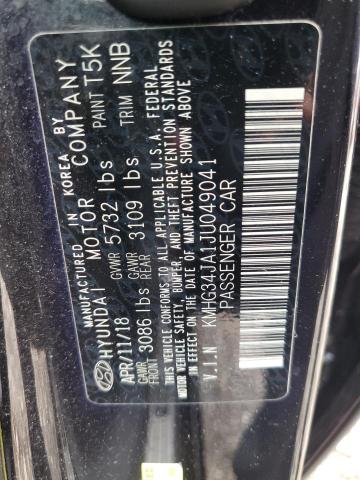 MANUFACTURED IN KOREA BY
HYUNDAI MOTOR COMPANY
APR/11/18 GVWR 5732 lbs PAINT T5K
GAWR FRONT 3086 lbs GAWR REAR 3109 lbs TRIM NNB
THIS VEHICLE CONFORMS TO ALL APPLICABLE U.S.A. FEDERAL
MOTOR VEHICLE SAFETY, BUMPER, AND THEFT PREVENTION
STANDARDS IN EFFECT ON THE DATE OF MANUFACTURE SHOWN ABOVE
V.I.N KMHG34JA1JU049041
PASSENGER CAR